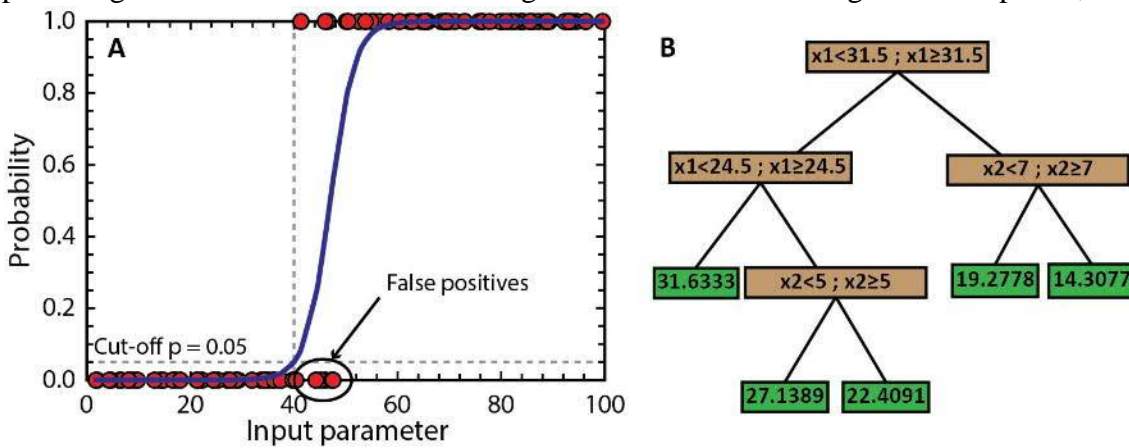 A
1.0
0.8
0.6
0.4
0.2
0.0
Probability
False positives
Cut-off p = 0.05
0
20
40
60
80
100
Input parameter
B
x1<31.5 ; x1≥31.5
x1<24.5 ; x1≥24.5
x2<7 ; x2≥7
31.6333
x2<5 ; x2≥5
19.2778
14.3077
27.1389
22.4091